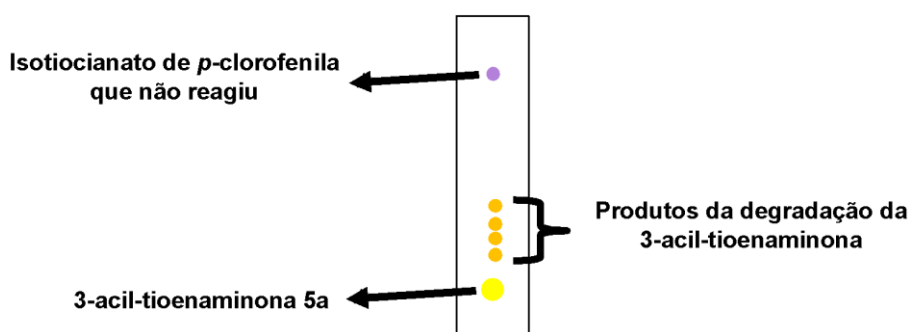 Isotiocianato de p-clorofenila
que não reagiu
Produtos da degradação da
3-acil-tioenaminona
3-acil-tioenaminona 5a